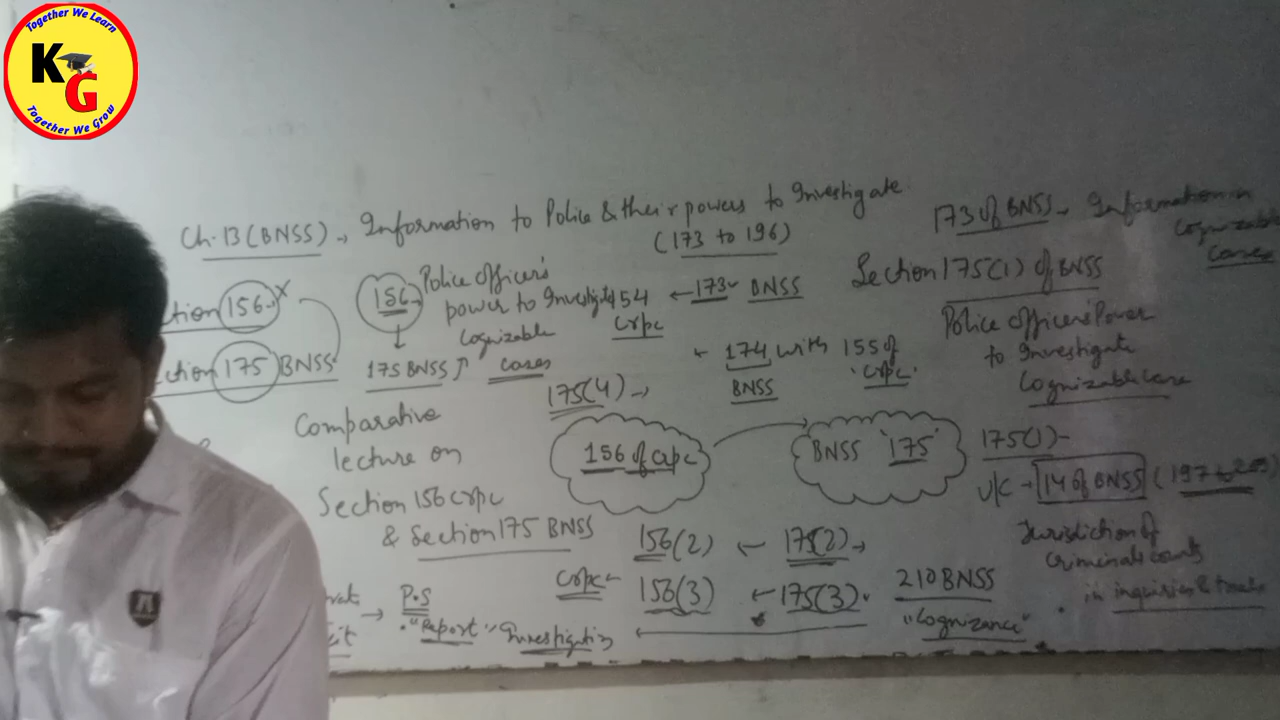 Together We Learn
KG
Together We Grow
Ch. 13 (BNSS) → Information to Police & their powers to Investigate
(173 to 196)
173 of BNSS → Information in
Cognizable
Cases
tion 156 x
ction 175 BNSS
156 → Police officer's
power to Investigate
Cognizable
cases
175 BNSS
154 ← 173 BNSS
Crpc
174 with 155 of
BNSS 'Crpc'
175(4) →
Section 175(1) of BNSS
Police officer's Power
to Investigate
Cognizable Case
Comparative
lecture on
Section 156 Crpc
& Section 175 BNSS
156 of Crpc
BNSS '175'
175(1) -
14 of BNSS (197 to 209)
Jurisdiction of
Criminal Courts
in inquiries & trials
156(2) ← 175(2) →
Crpc 156(3) ← 175(3).
210 BNSS
"Cognizance"
→ P.S
"Report" Investigation